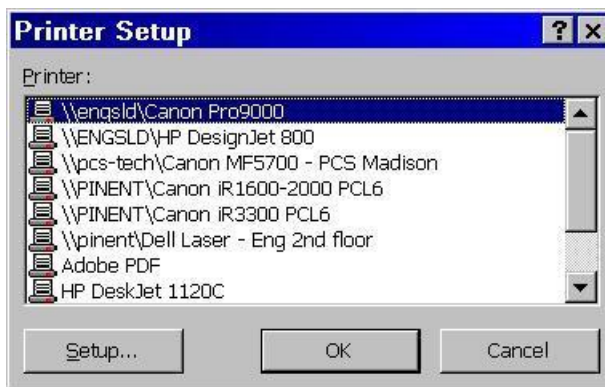 Printer Setup
Printer:
\\engsld\Canon Pro9000
\\ENGSLD\HP DesignJet 800
\\pcs-tech\Canon MF5700 - PCS Madison
\\PINENT\Canon iR1600-2000 PCL6
\\PINENT\Canon iR3300 PCL6
\\pinent\Dell Laser - Eng 2nd floor
Adobe PDF
HP DeskJet 1120C
Setup...
OK
Cancel